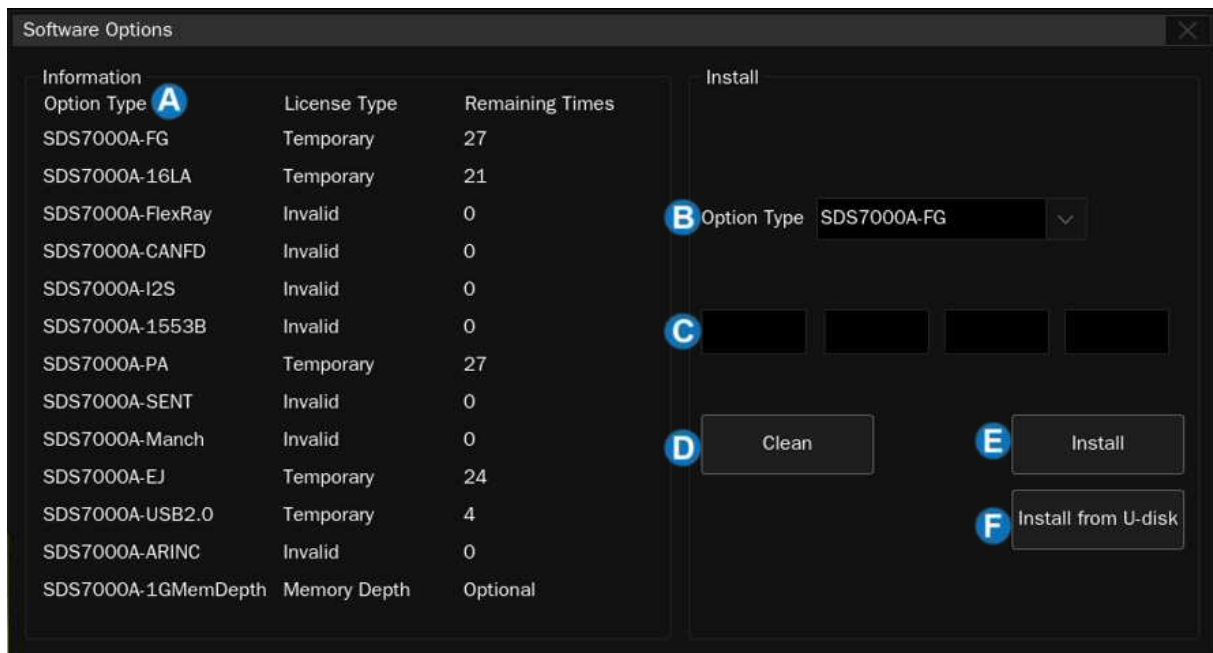 Software Options
Information
Option Type A License Type Remaining Times
SDS7000A-FG Temporary 27
SDS7000A-16LA Temporary 21
SDS7000A-FlexRay Invalid 0
SDS7000A-CANFD Invalid 0
SDS7000A-I2S Invalid 0
SDS7000A-1553B Invalid 0
SDS7000A-PA Temporary 27
SDS7000A-SENT Invalid 0
SDS7000A-Manch Invalid 0
SDS7000A-EJ Temporary 24
SDS7000A-USB2.0 Temporary 4
SDS7000A-ARINC Invalid 0
SDS7000A-1GMemDepth Memory Depth Optional
Install
B Option Type SDS7000A-FG
C
D Clean
E Install
F Install from U-disk